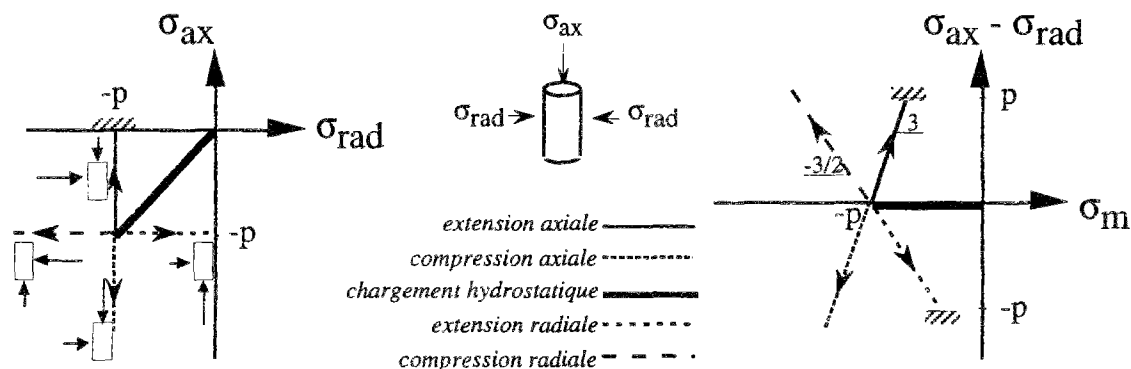 σax
-p
σrad
-p
σax
σrad
σrad
extension axiale
compression axiale
chargement hydrostatique
extension radiale
compression radiale
σax - σrad
p
3
-3/2
-p
σm
-p